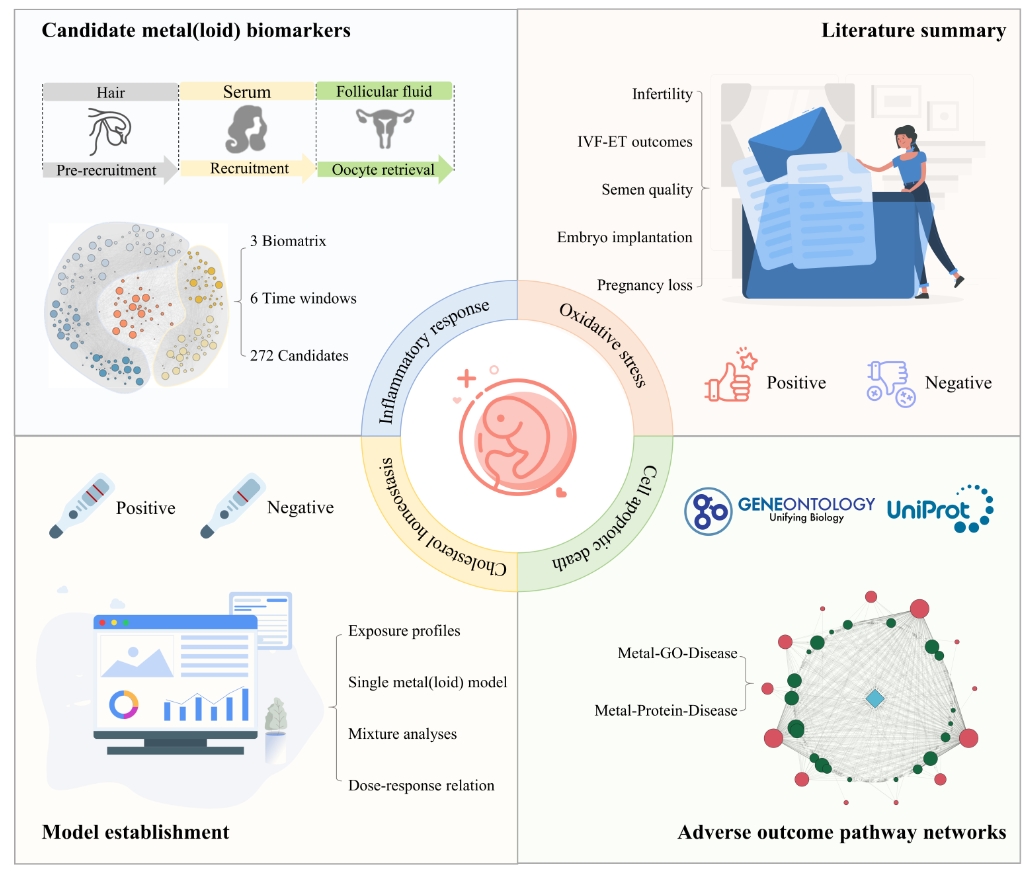 Candidate metal(loid) biomarkers
Hair
Serum
Follicular fluid
Pre-recruitment
Recruitment
Oocyte retrieval
3 Biomatrix
6 Time windows
272 Candidates
Literature summary
Infertility
IVF-ET outcomes
Semen quality
Embryo implantation
Pregnancy loss
Positive
Negative
Inflammatory response
Oxidative stress
Cholesterol homeostasis
Cell apoptotic death
Positive
Negative
Exposure profiles
Single metal(loid) model
Mixture analyses
Dose-response relation
Model establishment
GENEONTOLOGY
Unifying Biology
UniProt
Metal-GO-Disease
Metal-Protein-Disease
Adverse outcome pathway networks